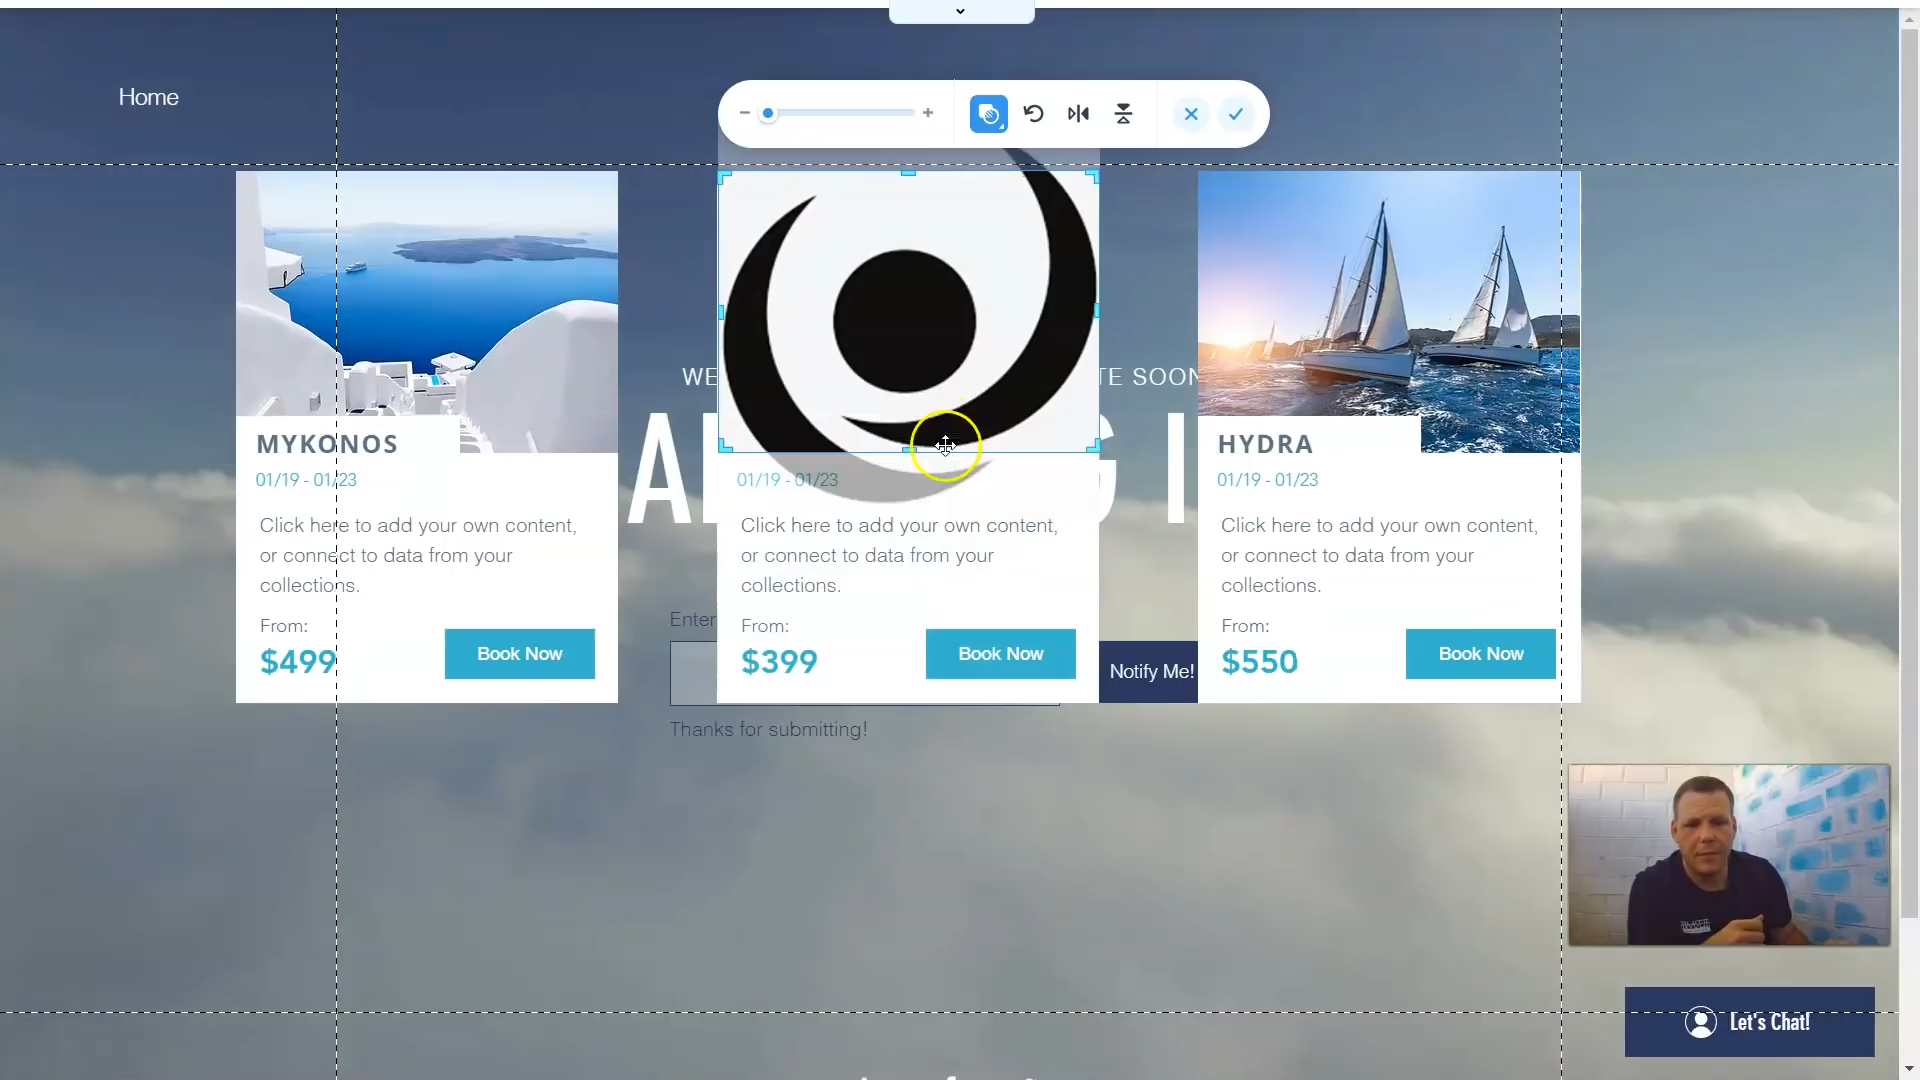 Home
WE
TE SOON
MYKONOS
01/19 - 01/23
Click here to add your own content,
or connect to data from your
collections.
From:
$499
Book Now
01/19 - 01/23
Click here to add your own content,
or connect to data from your
collections.
From:
$399
Book Now
HYDRA
01/19 - 01/23
Click here to add your own content,
or connect to data from your
collections.
From:
$550
Book Now
Enter
Notify Me!
Thanks for submitting!
Let's Chat!